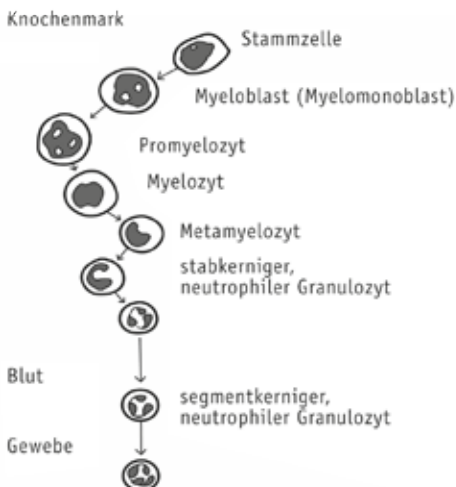 Knochenmark
Stammzelle
Myeloblast (Myelomonoblast)
Promyelozyt
Myelozyt
Metamyelozyt
stabkerniger,
neutrophiler Granulozyt
Blut
segmentkerniger,
neutrophiler Granulozyt
Gewebe